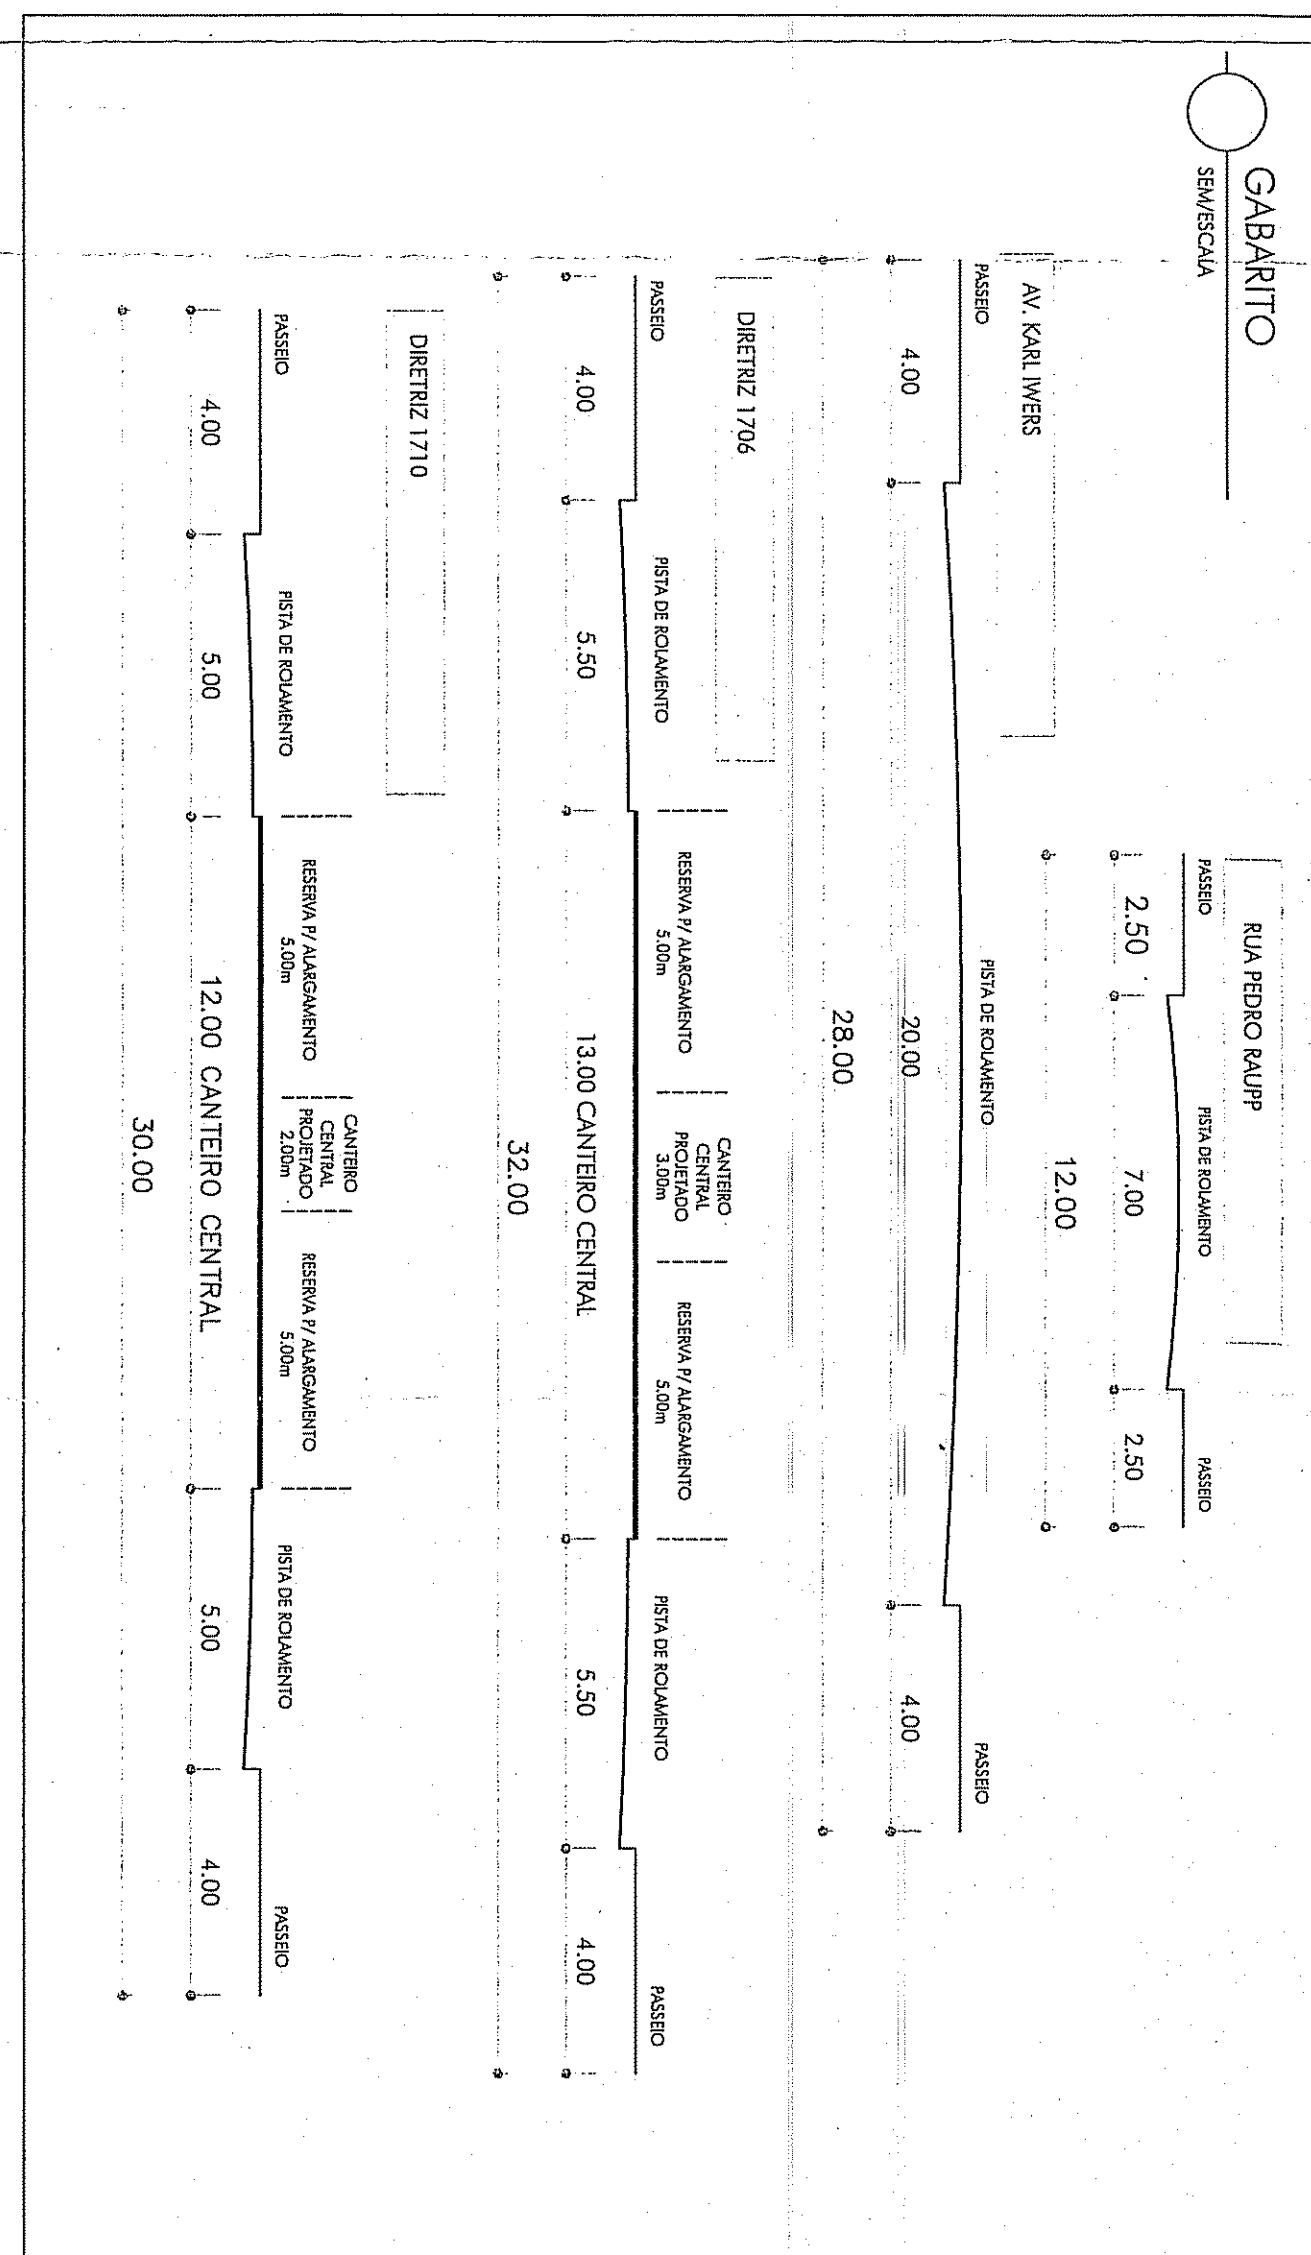 GABARITO
SEM/ESCALA
RUA PEDRO RAUPP
PASSEIO
PISTA DE ROLAMENTO
PASSEIO
2.50
7.00
2.50
12.00
AV. KARL IWERS
PASSEIO
PISTA DE ROLAMENTO
PASSEIO
4.00
20.00
4.00
28.00
DIRETRIZ 1706
PASSEIO
PISTA DE ROLAMENTO
RESERVA P/ ALARGAMENTO
5.00m
CANTEIRO
CENTRAL
PROJETADO
3.00m
RESERVA P/ ALARGAMENTO
5.00m
PISTA DE ROLAMENTO
PASSEIO
4.00
5.50
13.00 CANTEIRO CENTRAL
5.50
4.00
32.00
DIRETRIZ 1710
PASSEIO
PISTA DE ROLAMENTO
RESERVA P/ ALARGAMENTO
5.00m
CANTEIRO
CENTRAL
PROJETADO
2.00m
RESERVA P/ ALARGAMENTO
5.00m
PISTA DE ROLAMENTO
PASSEIO
4.00
5.00
12.00 CANTEIRO CENTRAL
5.00
4.00
30.00